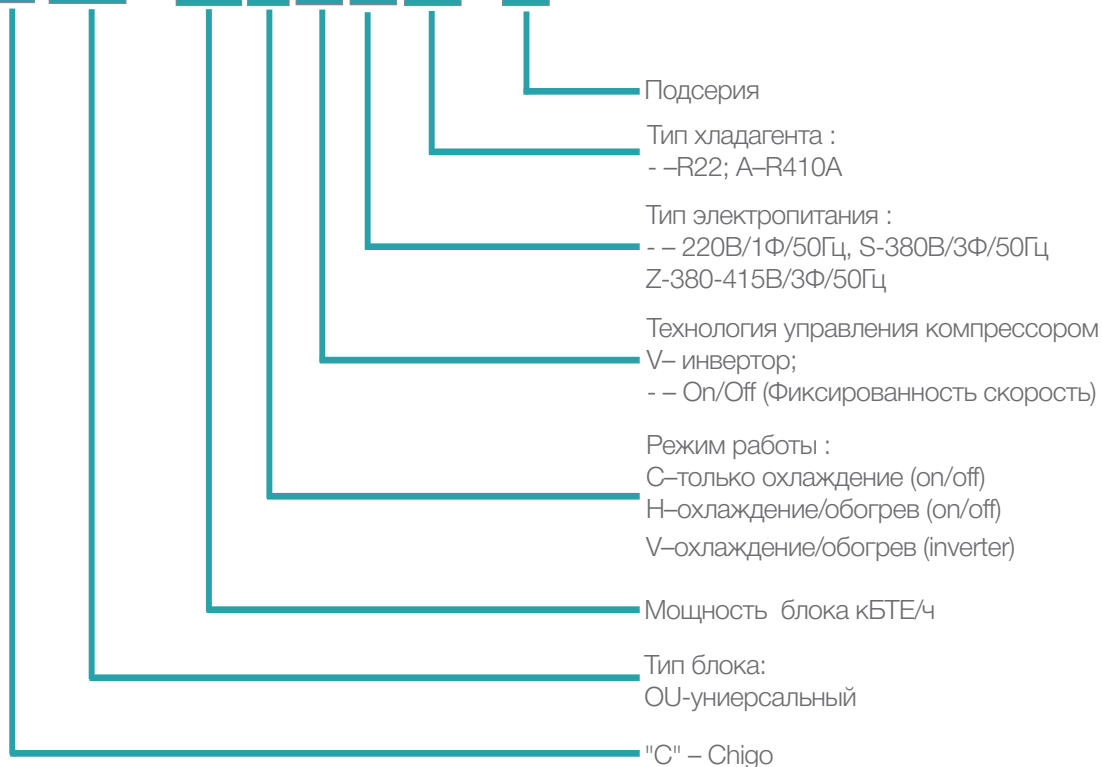 Подсерия
Тип хладагента :
- –R22; A–R410A
Тип электропитания :
- – 220В/1Ф/50Гц, S-380В/3Ф/50Гц
Z-380-415В/3Ф/50Гц
Технология управления компрессором
V– инвертор;
- – On/Off (Фиксированность скорость)
Режим работы :
C–только охлаждение (on/off)
H–охлаждение/обогрев (on/off)
V–охлаждение/обогрев (inverter)
Мощность блока кБТЕ/ч
Тип блока:
OU-униерсальный
"C" – Chigo